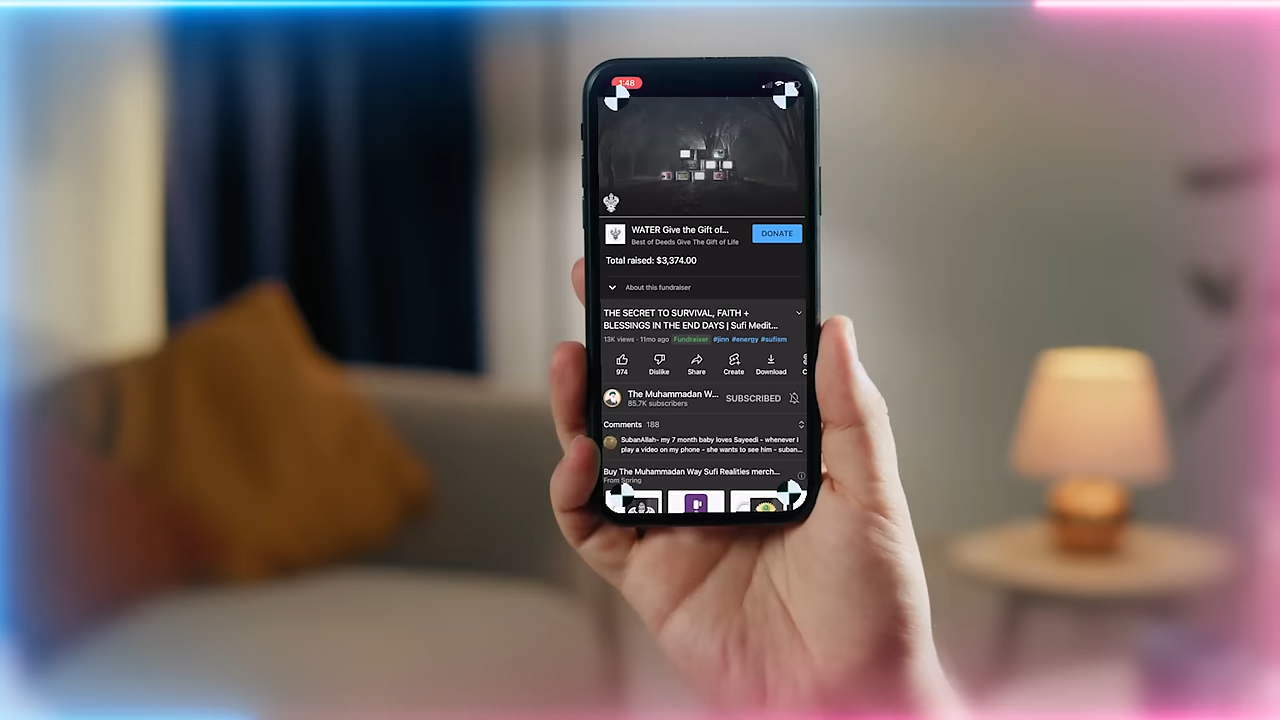 1:48
WATER Give the Gift of...
Best of Deeds Give The Gift of Life
DONATE
Total raised: $3,374.00
About this fundraiser
THE SECRET TO SURVIVAL, FAITH +
BLESSINGS IN THE END DAYS | Sufi Medit...
13K views · 11mo ago Fundraiser #jinn #energy #sufism
974 Dislike Share Create Download C
The Muhammadan W...
85.7K subscribers
SUBSCRIBED
Comments 188
SubanAllah- my 7 month baby loves Sayeedi - whenever I
play a video on my phone - she wants to see him - suban...
Buy The Muhammadan Way Sufi Realities merch...
From Spring